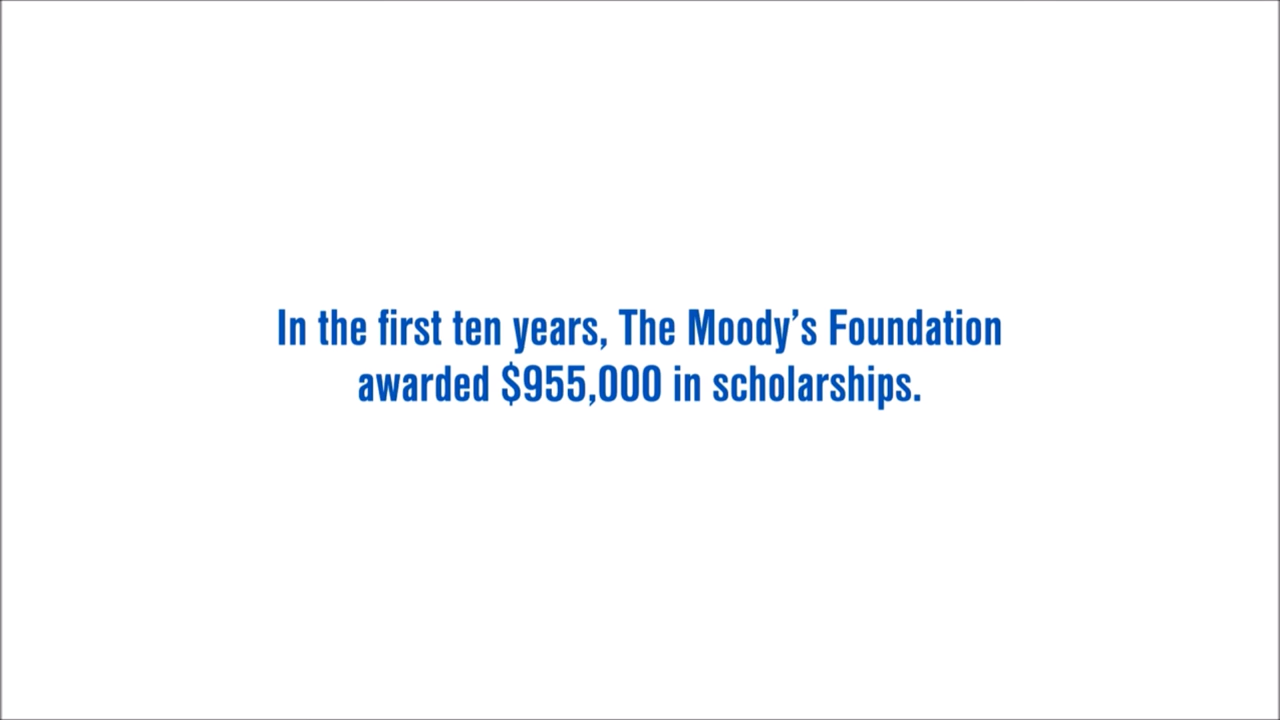 In the first ten years, The Moody’s Foundation
awarded $955,000 in scholarships.